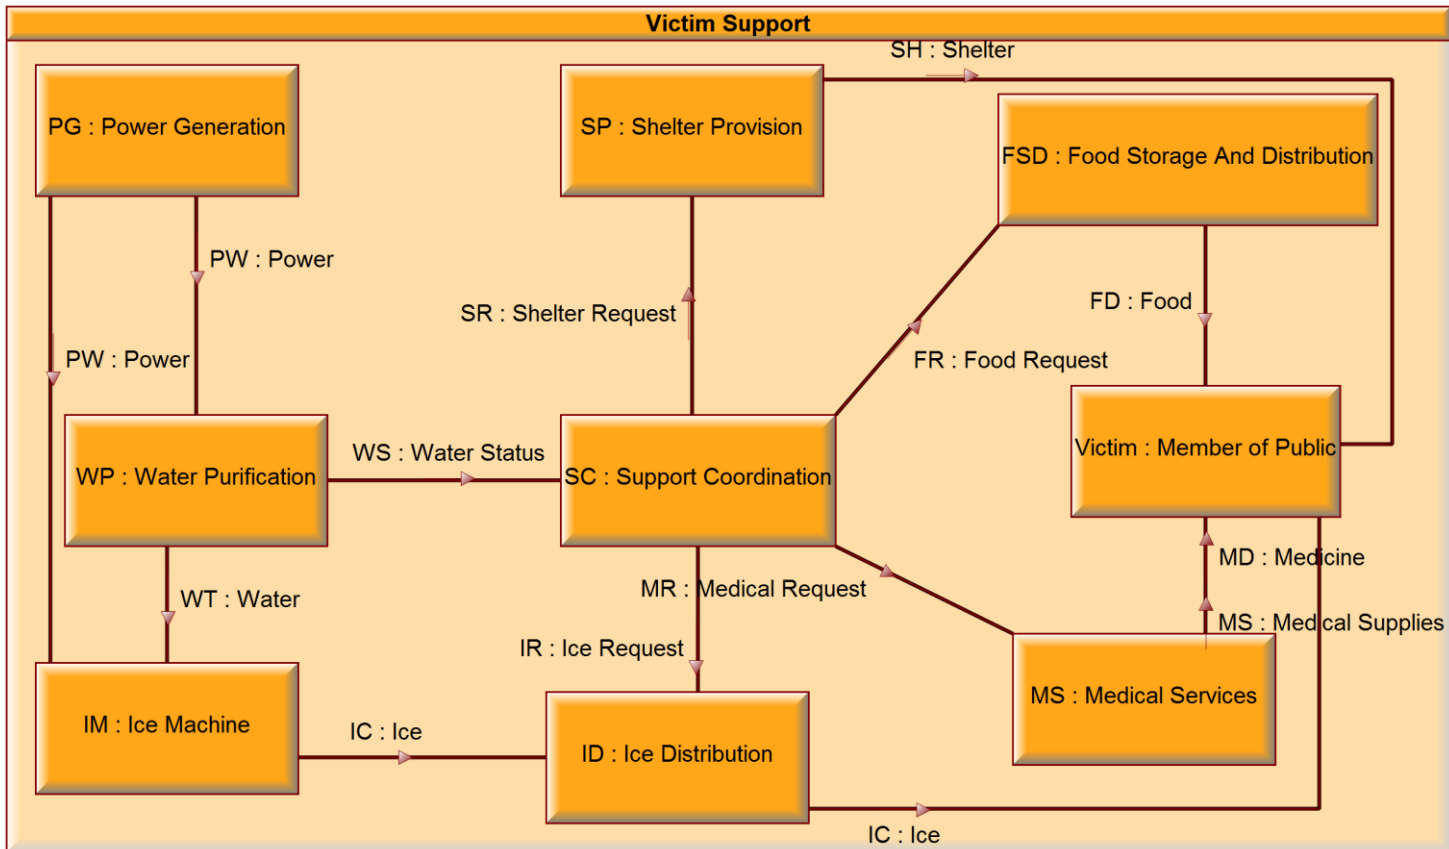 Victim Support
SH : Shelter
PG : Power Generation
SP : Shelter Provision
FSD : Food Storage And Distribution
PW : Power
SR : Shelter Request
FD : Food
PW : Power
FR : Food Request
WP : Water Purification
WS : Water Status
SC : Support Coordination
Victim : Member of Public
WT : Water
MR : Medical Request
MD : Medicine
MS : Medical Supplies
IR : Ice Request
MS : Medical Services
IM : Ice Machine
IC : Ice
ID : Ice Distribution
IC : Ice